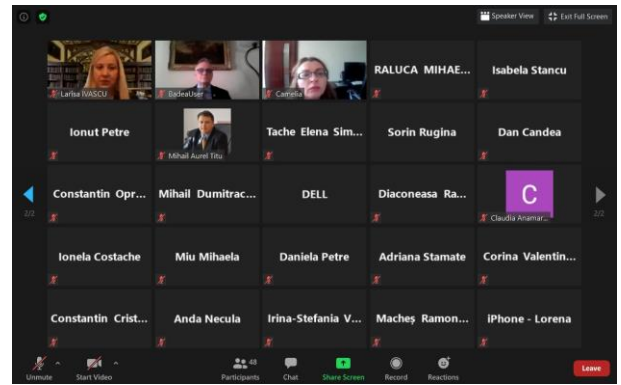 Speaker View
Exit Full Screen
Larisa IVASCU
BadeaUser
Camelia
RALUCA MIHAE...
Isabela Stancu
Ionut Petre
Mihail Aurel Titu
Tache Elena Sim...
Sorin Rugina
Dan Candea
2/2
Constantin Opr...
Mihail Dumitrac...
DELL
Diaconeasa Ra...
C
Claudia Anamar...
2/2
Ionela Costache
Miu Mihaela
Daniela Petre
Adriana Stamate
Corina Valentin...
Constantin Crist...
Anda Necula
Irina-Stefania V...
Macheș Ramon...
iPhone - Lorena
Unmute
Start Video
48
Participants
Chat
Share Screen
Record
Reactions
Leave